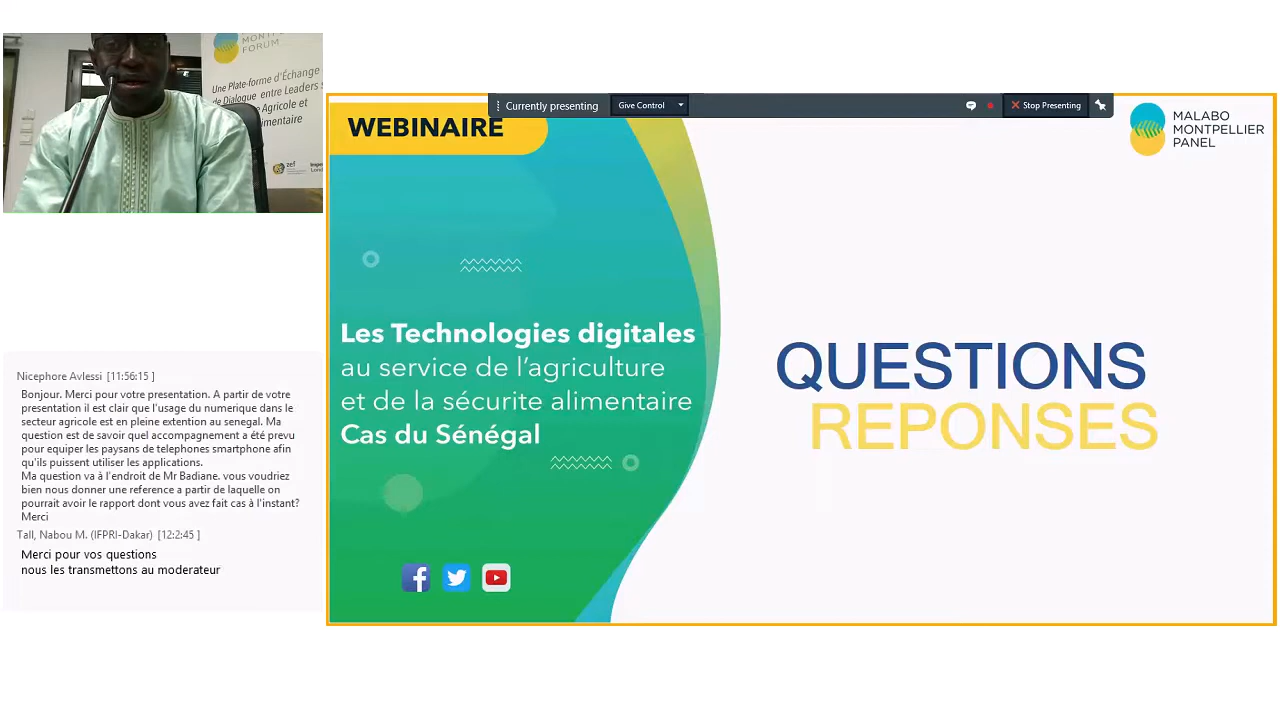 MONTPELLIER
FORUM
Une Plate-forme d'Échange
de Dialogue entre Leaders
Agricole et
zef
Nicephore Avlessi [11:56:15 ]
Bonjour. Merci pour votre presentation. A partir de votre
presentation il est clair que l'usage du numerique dans le
secteur agricole est en pleine extention au senegal. Ma
question est de savoir quel accompagnement a été prevu
pour equiper les paysans de telephones smartphone afin
qu'ils puissent utiliser les applications.
Ma question va à l'endroit de Mr Badiane. vous voudriez
bien nous donner une reference a partir de laquelle on
pourrait avoir le rapport dont vous avez fait cas à l'instant?
Merci
Tall, Nabou M. (IFPRI-Dakar) [12:2:45 ]
Merci pour vos questions
nous les transmettons au moderateur
Currently presenting
Give Control
Stop Presenting
WEBINAIRE
MALABO
MONTPELLIER
PANEL
Les Technologies digitales
au service de l'agriculture
et de la sécurite alimentaire
Cas du Sénégal
QUESTIONS
REPONSES